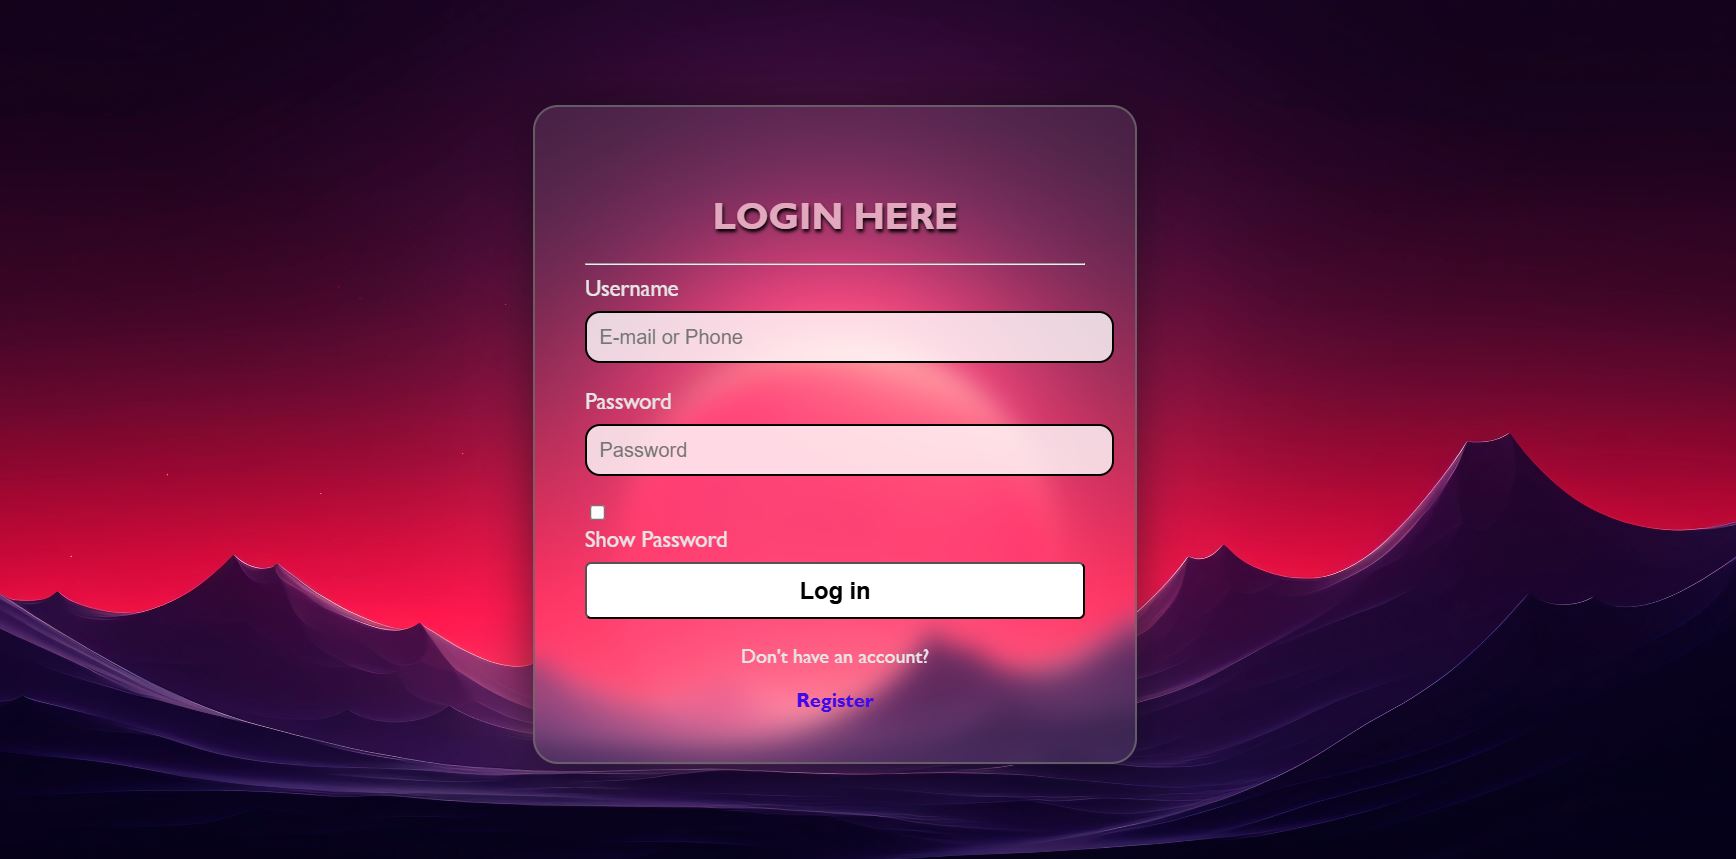 LOGIN HERE
Username
E-mail or Phone
Password
Password
Show Password
Log in
Don't have an account?
Register